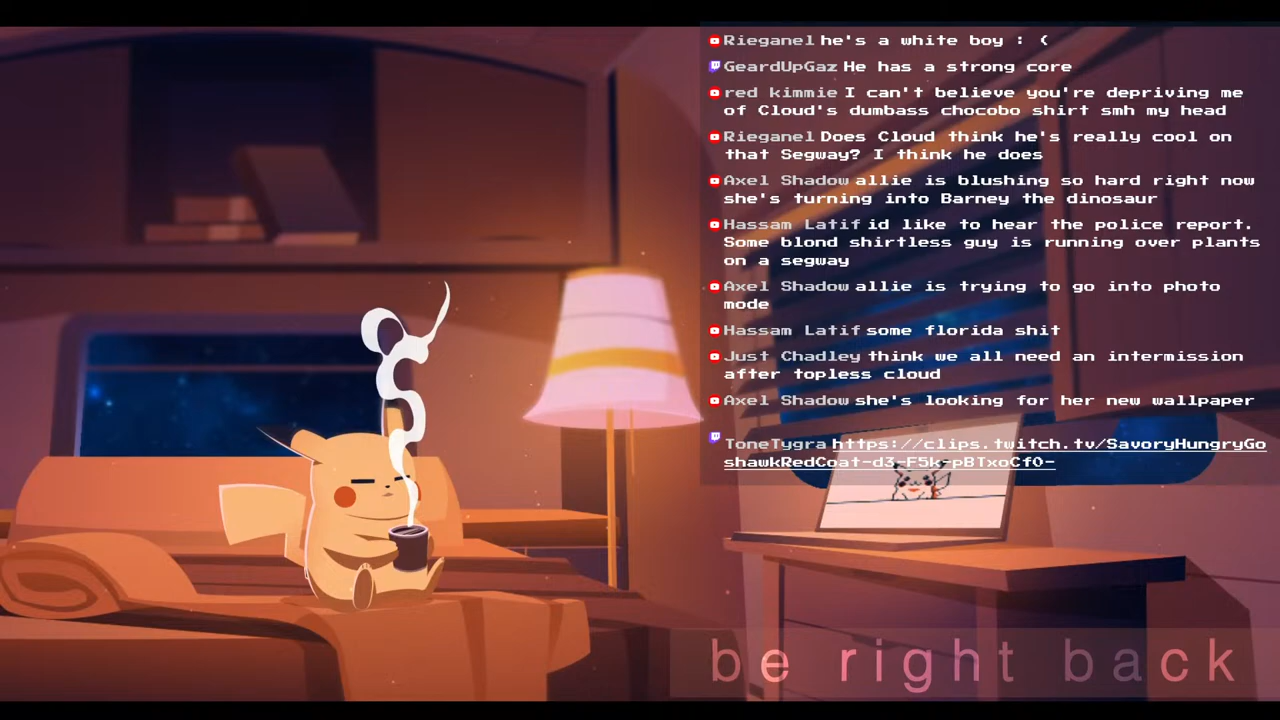 Rieganel he's a white boy : (
GeardUpGaz He has a strong core
red kimmie I can't believe you're depriving me
of Cloud's dumbass chocobo shirt smh my head
Rieganel Does Cloud think he's really cool on
that Segway? I think he does
Axel Shadow allie is blushing so hard right now
she's turning into Barney the dinosaur
Hassam Latif id like to hear the police report.
Some blond shirtless guy is running over plants
on a segway
Axel Shadow allie is trying to go into photo
mode
Hassam Latif some florida shit
Just Chadley think we all need an intermission
after topless cloud
Axel Shadow she's looking for her new wallpaper
ToneTygra https://clips.twitch.tv/SavoryHungryGo
shawkRedCoat-d3-F5k-pBTxoCfO-
be right back